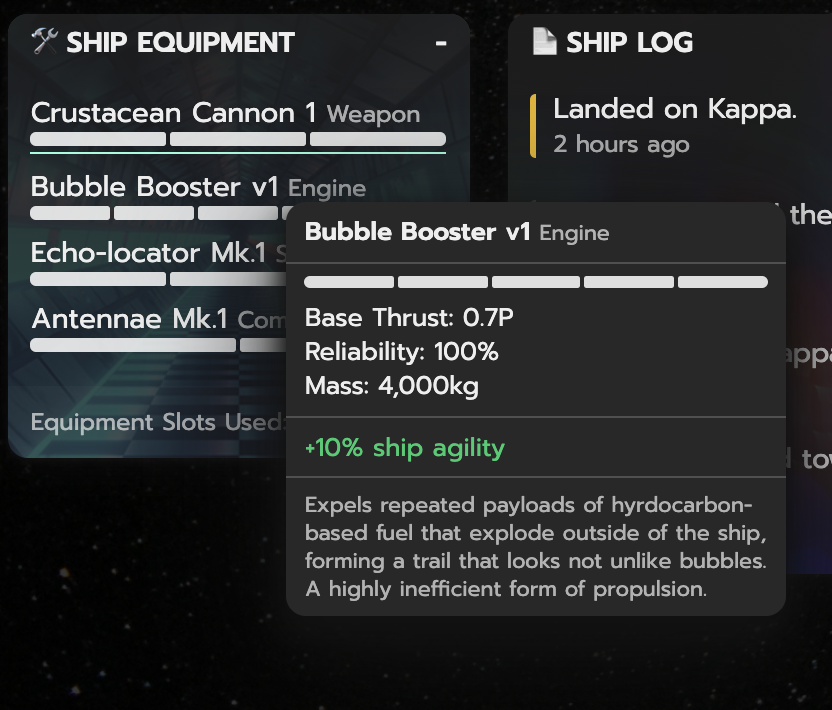 SHIP EQUIPMENT -
Crustacean Cannon 1 Weapon
Bubble Booster v1 Engine
Echo-locator Mk.1
Antennae Mk.1
Equipment Slots Used:
SHIP LOG
Landed on Kappa.
2 hours ago
the
Bubble Booster v1 Engine
Base Thrust: 0.7P
Reliability: 100%
Mass: 4,000kg
+10% ship agility
Expels repeated payloads of hyrdocarbon-
based fuel that explode outside of the ship,
forming a trail that looks not unlike bubbles.
A highly inefficient form of propulsion.